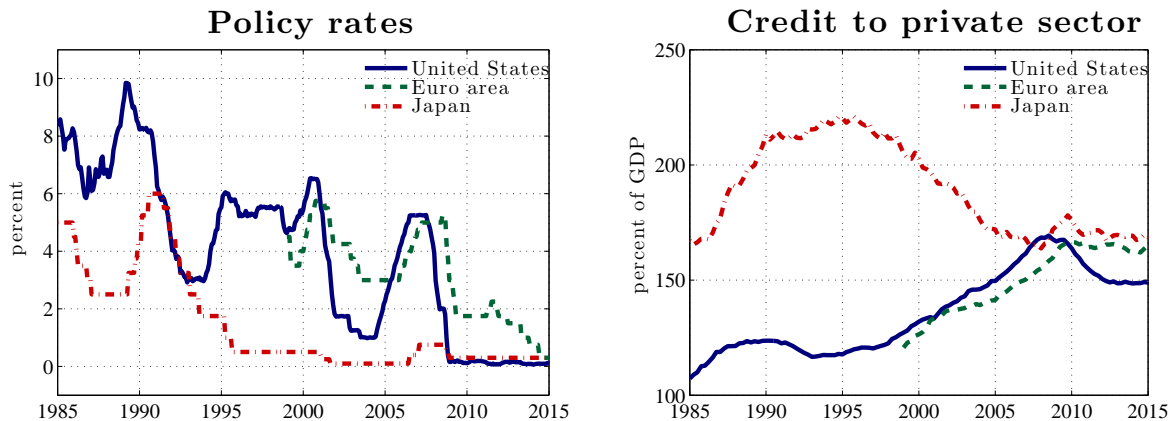 Policy rates
10
8
6
4
2
0
percent
United States
Euro area
Japan
1985 1990 1995 2000 2005 2010 2015
Credit to private sector
250
200
150
100
percent of GDP
United States
Euro area
Japan
1985 1990 1995 2000 2005 2010 2015